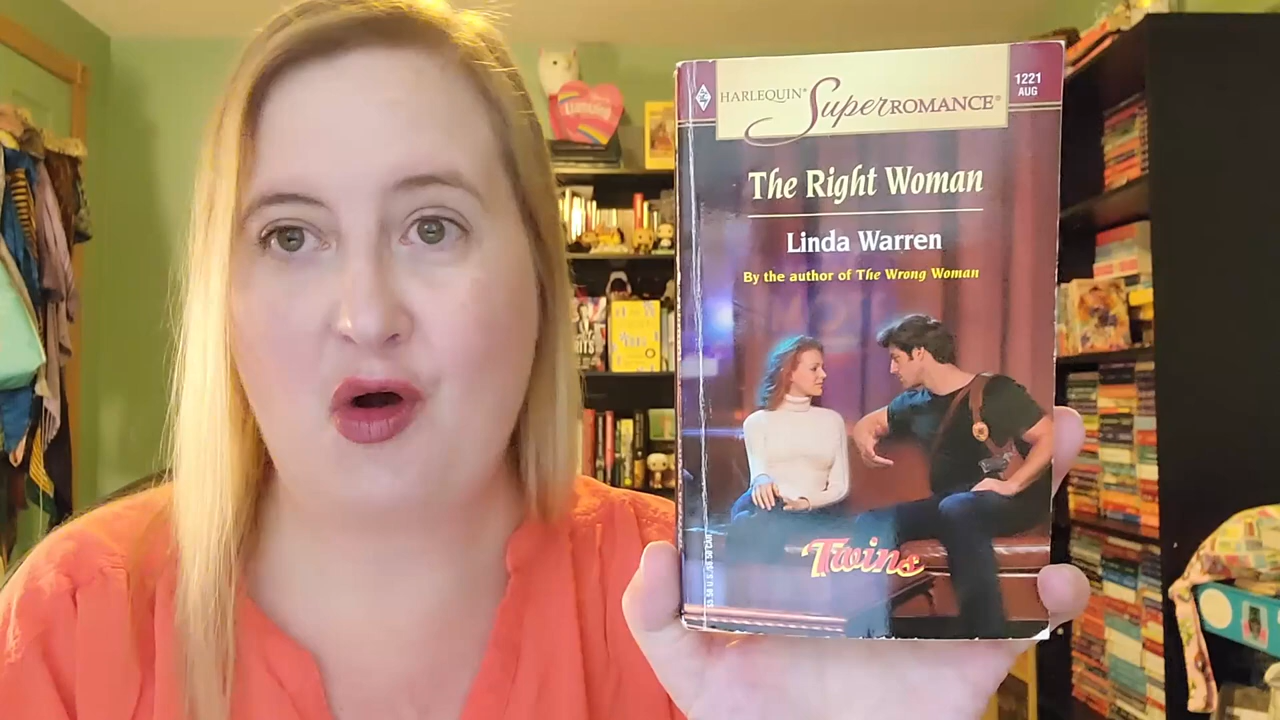 HARLEQUIN®
SuperROMANCE®
1221
AUG
The Right Woman
Linda Warren
By the author of The Wrong Woman
Twins